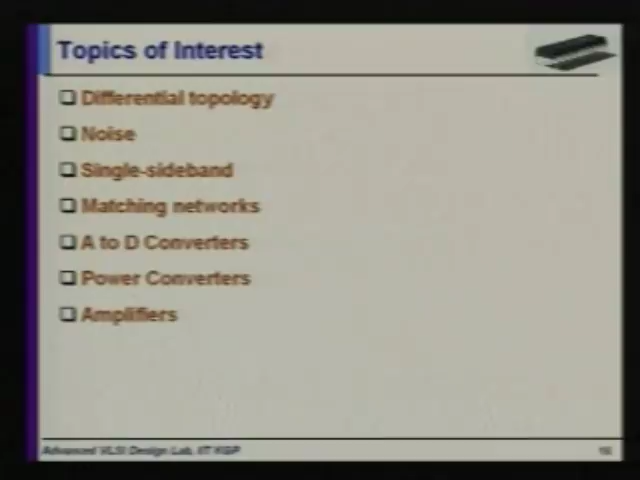 Topics of Interest
Differential topology
Noise
Single-sideband
Matching networks
A to D Converters
Power Converters
Amplifiers
Advanced VLSI Design Lab, IIT KGP